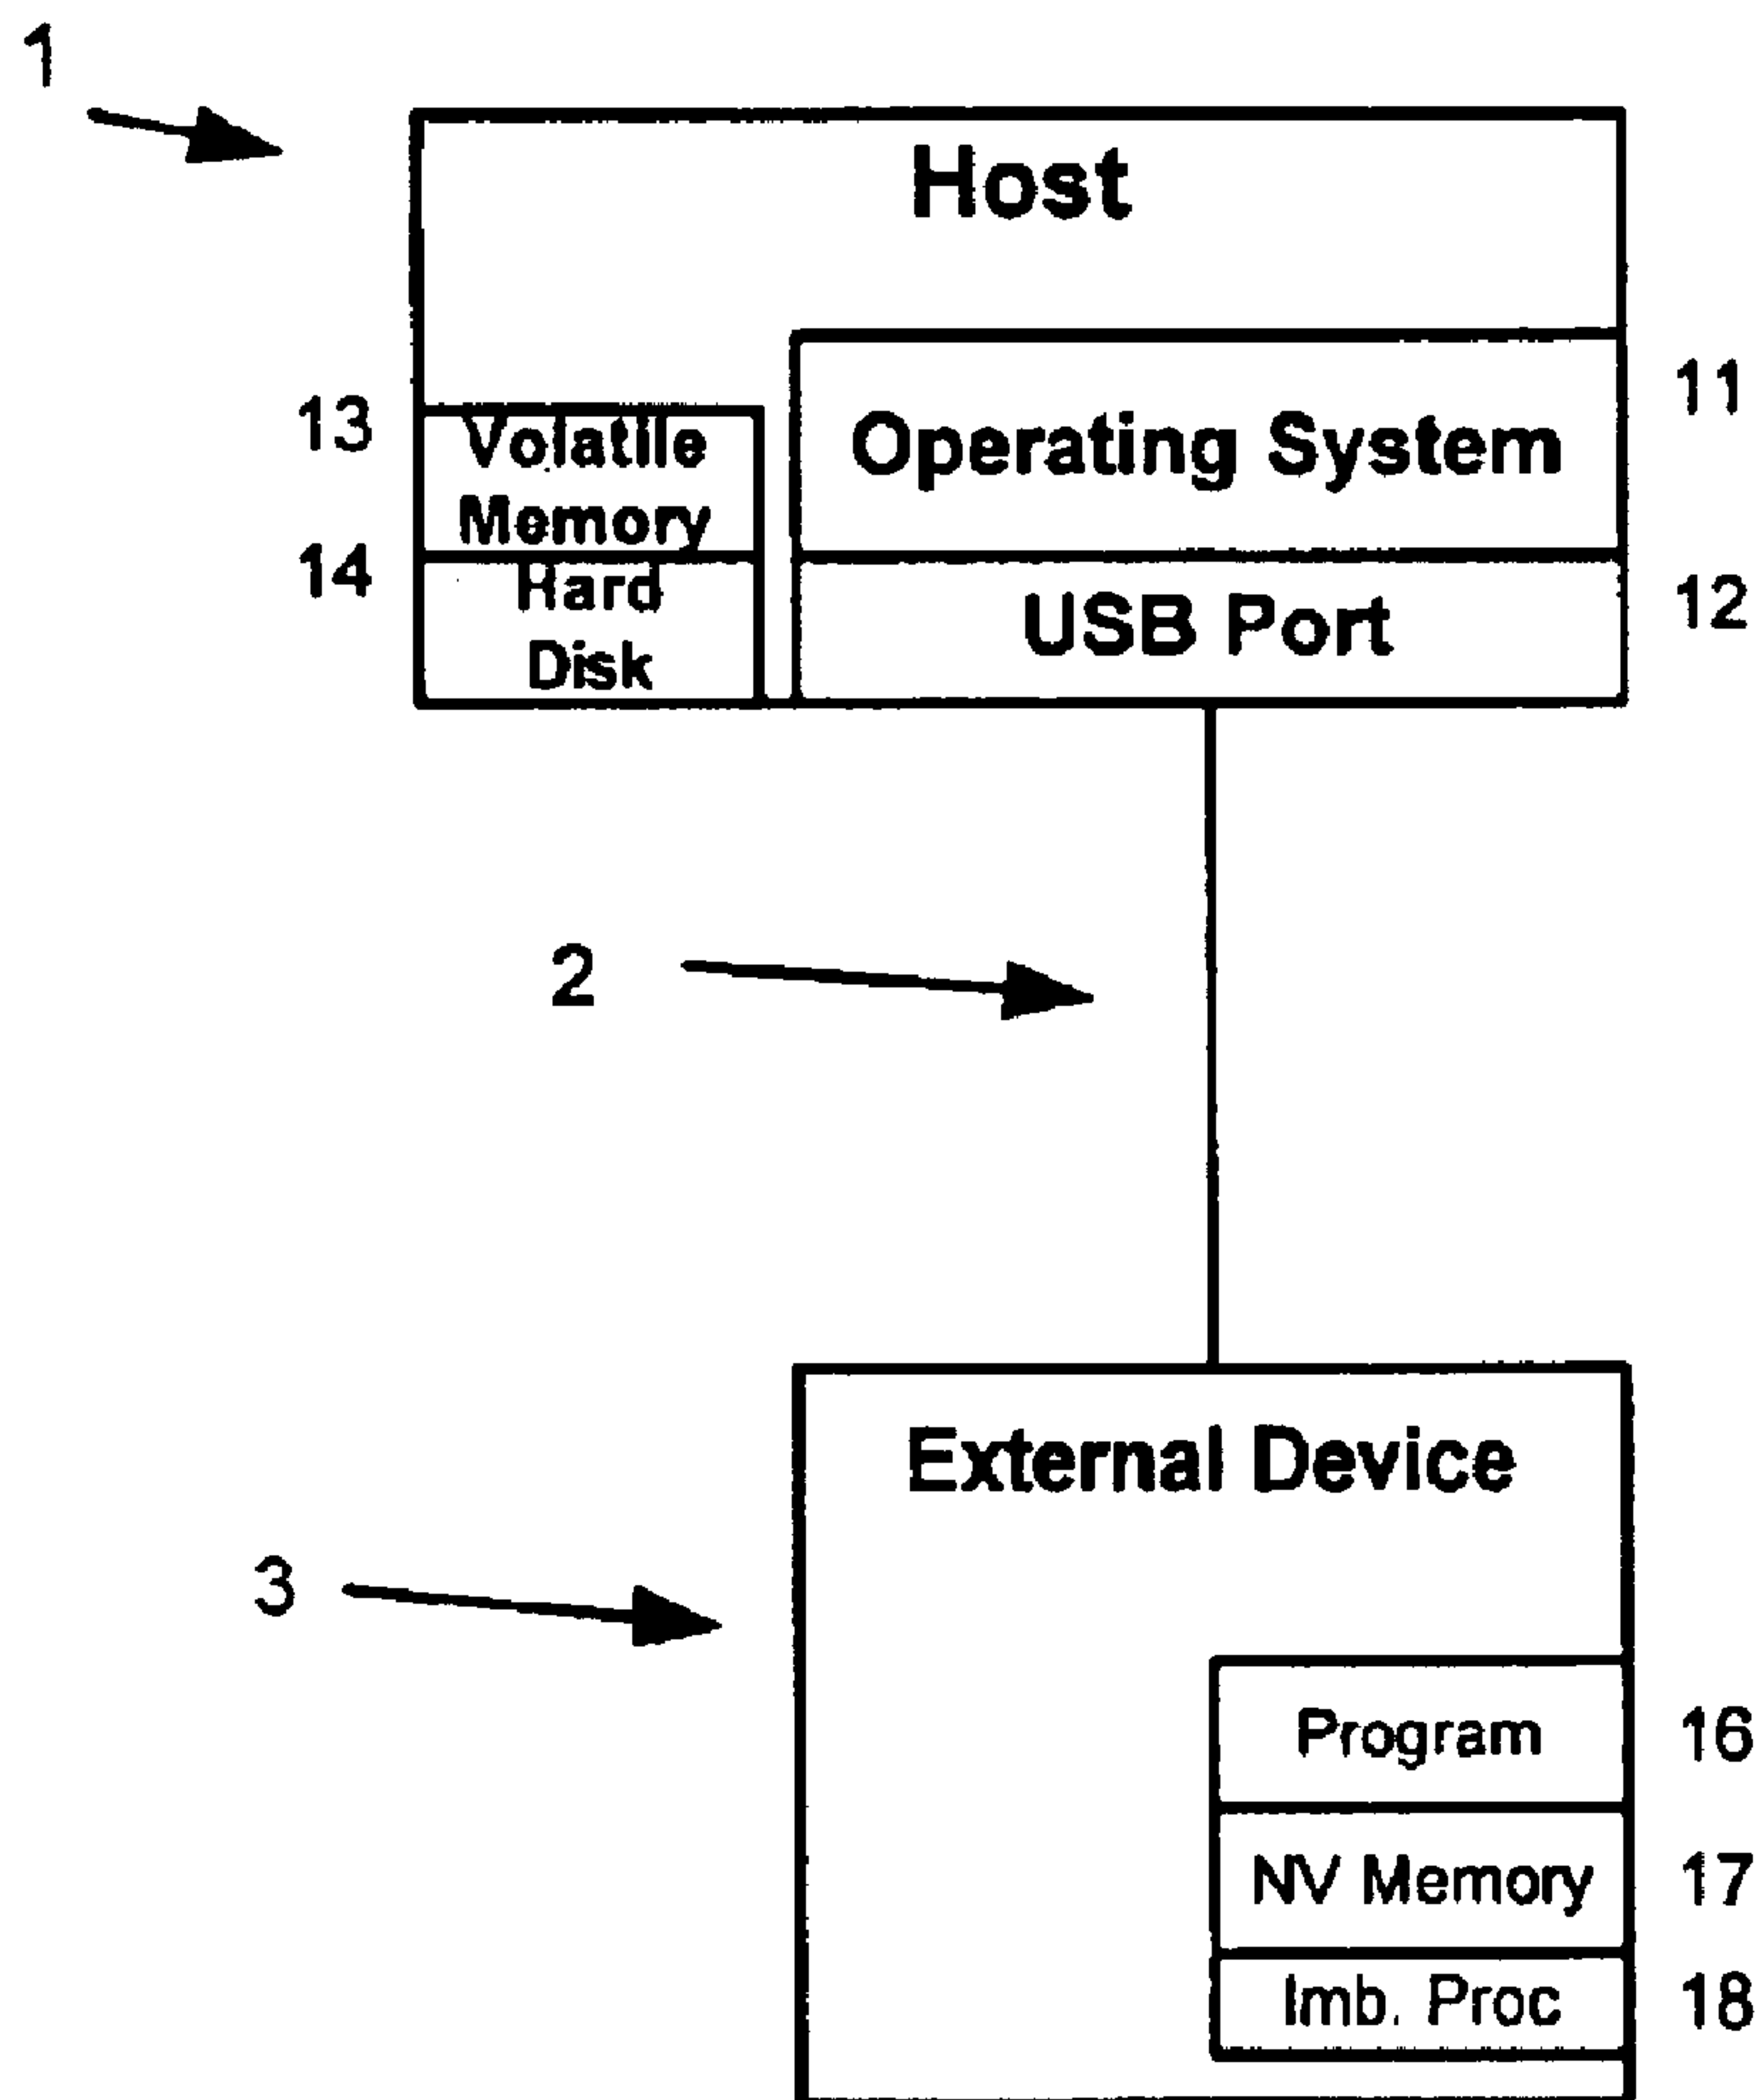 1
Host
11
13
Volatile
Operating System
Memory
14
Hard
12
USB Port
Disk
2
External Device
3
Program
16
NV Memory
17
Imb. Proc
18